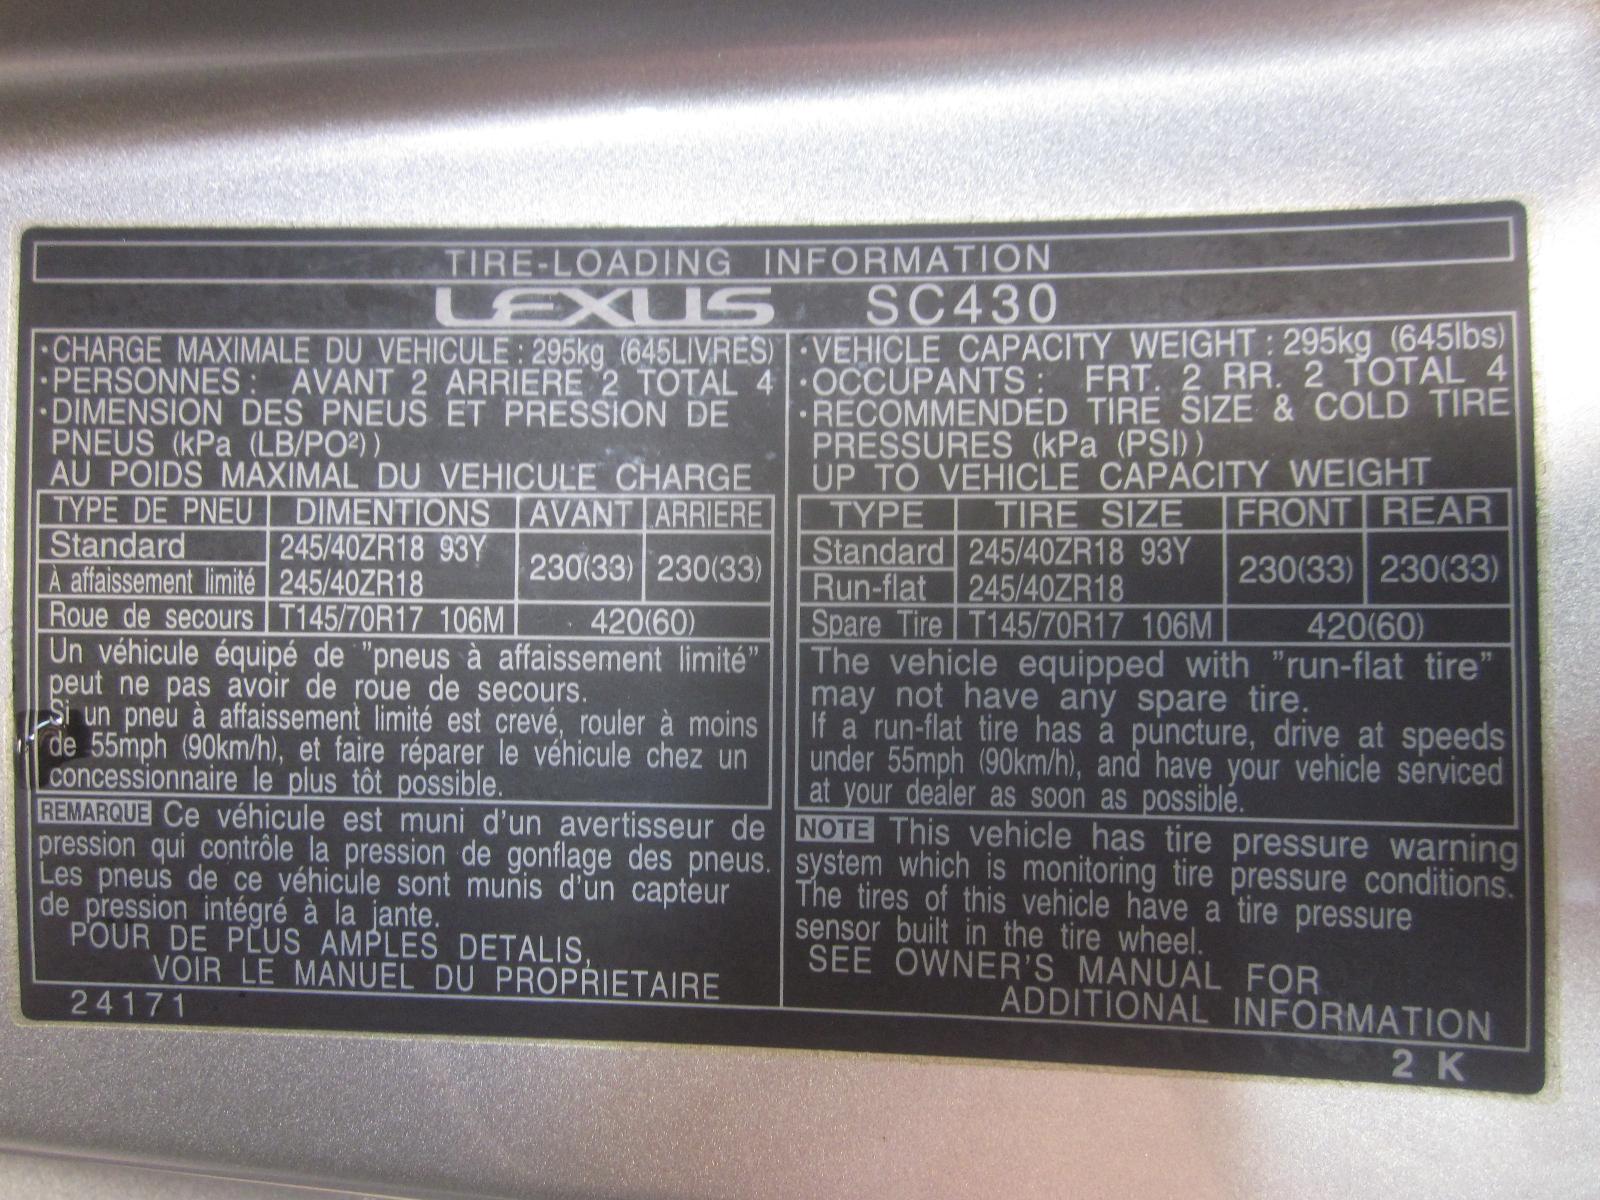 TIRE-LOADING INFORMATION
LEXUS SC430
·CHARGE MAXIMALE DU VEHICULE : 295kg (645LIVRES)
·PERSONNES : AVANT 2 ARRIERE 2 TOTAL 4
·DIMENSION DES PNEUS ET PRESSION DE
PNEUS (kPa (LB/PO²))
AU POIDS MAXIMAL DU VEHICULE CHARGE
TYPE DE PNEU DIMENTIONS AVANT ARRIERE
Standard 245/40ZR18 93Y 230(33) 230(33)
À affaissement limité 245/40ZR18
Roue de secours T145/70R17 106M 420(60)
Un véhicule équipé de "pneus à affaissement limité"
peut ne pas avoir de roue de secours.
Si un pneu à affaissement limité est crevé, rouler à moins
de 55mph (90km/h), et faire réparer le véhicule chez un
concessionnaire le plus tôt possible.
REMARQUE Ce véhicule est muni d'un avertisseur de
pression qui contrôle la pression de gonflage des pneus.
Les pneus de ce véhicule sont munis d'un capteur
de pression intégré à la jante.
POUR DE PLUS AMPLES DETALIS,
VOIR LE MANUEL DU PROPRIETAIRE
24171
·VEHICLE CAPACITY WEIGHT : 295kg (645lbs)
·OCCUPANTS : FRT. 2 RR. 2 TOTAL 4
·RECOMMENDED TIRE SIZE & COLD TIRE
PRESSURES (kPa (PSI))
UP TO VEHICLE CAPACITY WEIGHT
TYPE TIRE SIZE FRONT REAR
Standard 245/40ZR18 93Y 230(33) 230(33)
Run-flat 245/40ZR18
Spare Tire T145/70R17 106M 420(60)
The vehicle equipped with "run-flat tire"
may not have any spare tire.
If a run-flat tire has a puncture, drive at speeds
under 55mph (90km/h), and have your vehicle serviced
at your dealer as soon as possible.
NOTE This vehicle has tire pressure warning
system which is monitoring tire pressure conditions.
The tires of this vehicle have a tire pressure
sensor built in the tire wheel.
SEE OWNER'S MANUAL FOR
ADDITIONAL INFORMATION
2 K